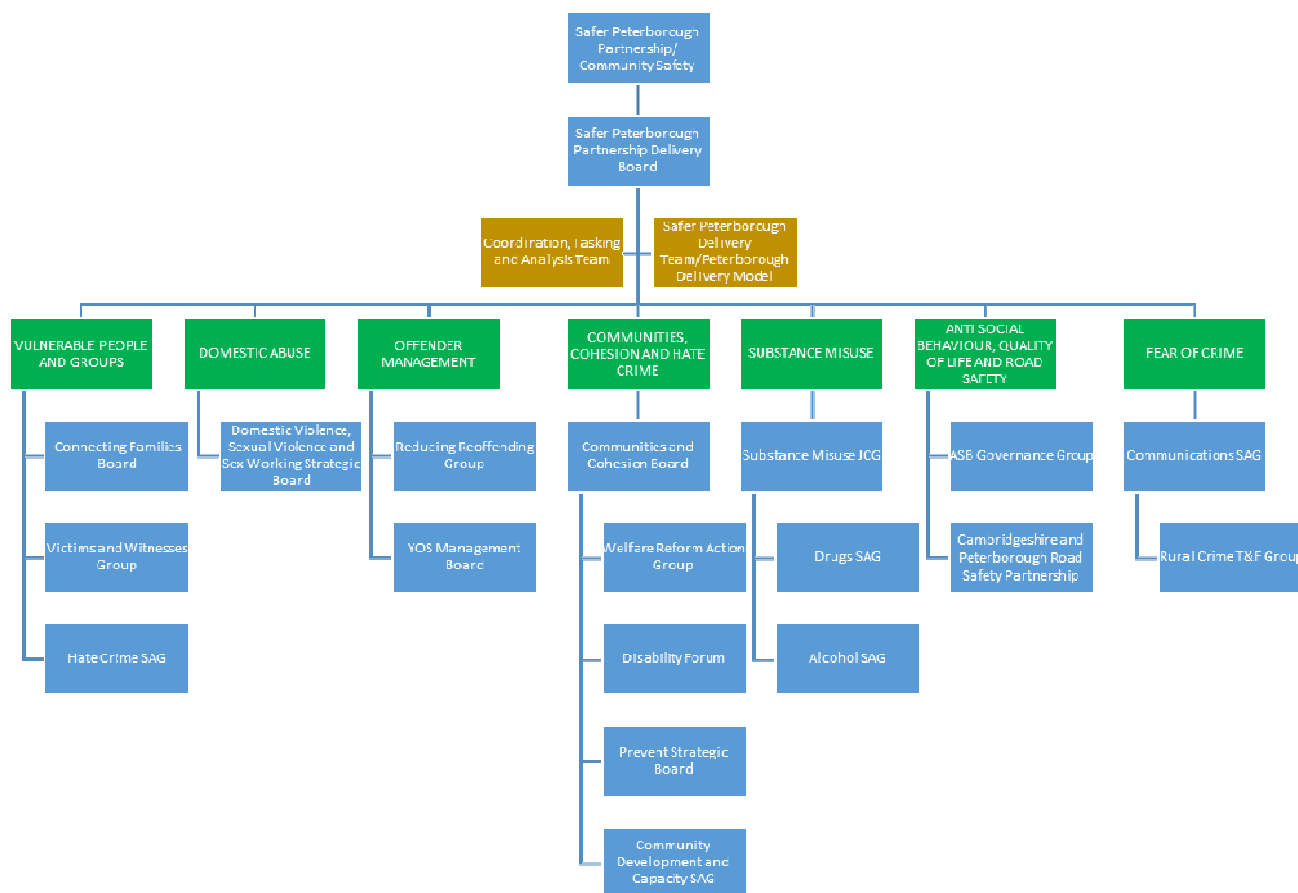 Safer Peterborough
Partnership/
Community Safety
Safer Peterborough
Partnership Delivery
Board
Coordination, Tasking
and Analysis Team
Safer Peterborough
Delivery
Team/Peterborough
Delivery Model
VULNERABLE PEOPLE
AND GROUPS
DOMESTIC ABUSE
OFFENDER
MANAGEMENT
COMMUNITIES,
COHESION AND HATE
CRIME
SUBSTANCE MISUSE
ANTI SOCIAL
BEHAVIOUR, QUALITY
OF LIFE AND ROAD
SAFETY
FEAR OF CRIME
Connecting Families
Board
Domestic Violence,
Sexual Violence and
Sex Working Strategic
Board
Reducing Reoffending
Group
Communities and
Cohesion Board
Substance Misuse JCG
ASB Governance Group
Communications SAG
Victims and Witnesses
Group
YOS Management
Board
Welfare Reform Action
Group
Drugs SAG
Cambridgeshire and
Peterborough Road
Safety Partnership
Rural Crime T&F Group
Hate Crime SAG
Disability Forum
Alcohol SAG
Prevent Strategic
Board
Community
Development and
Capacity SAG